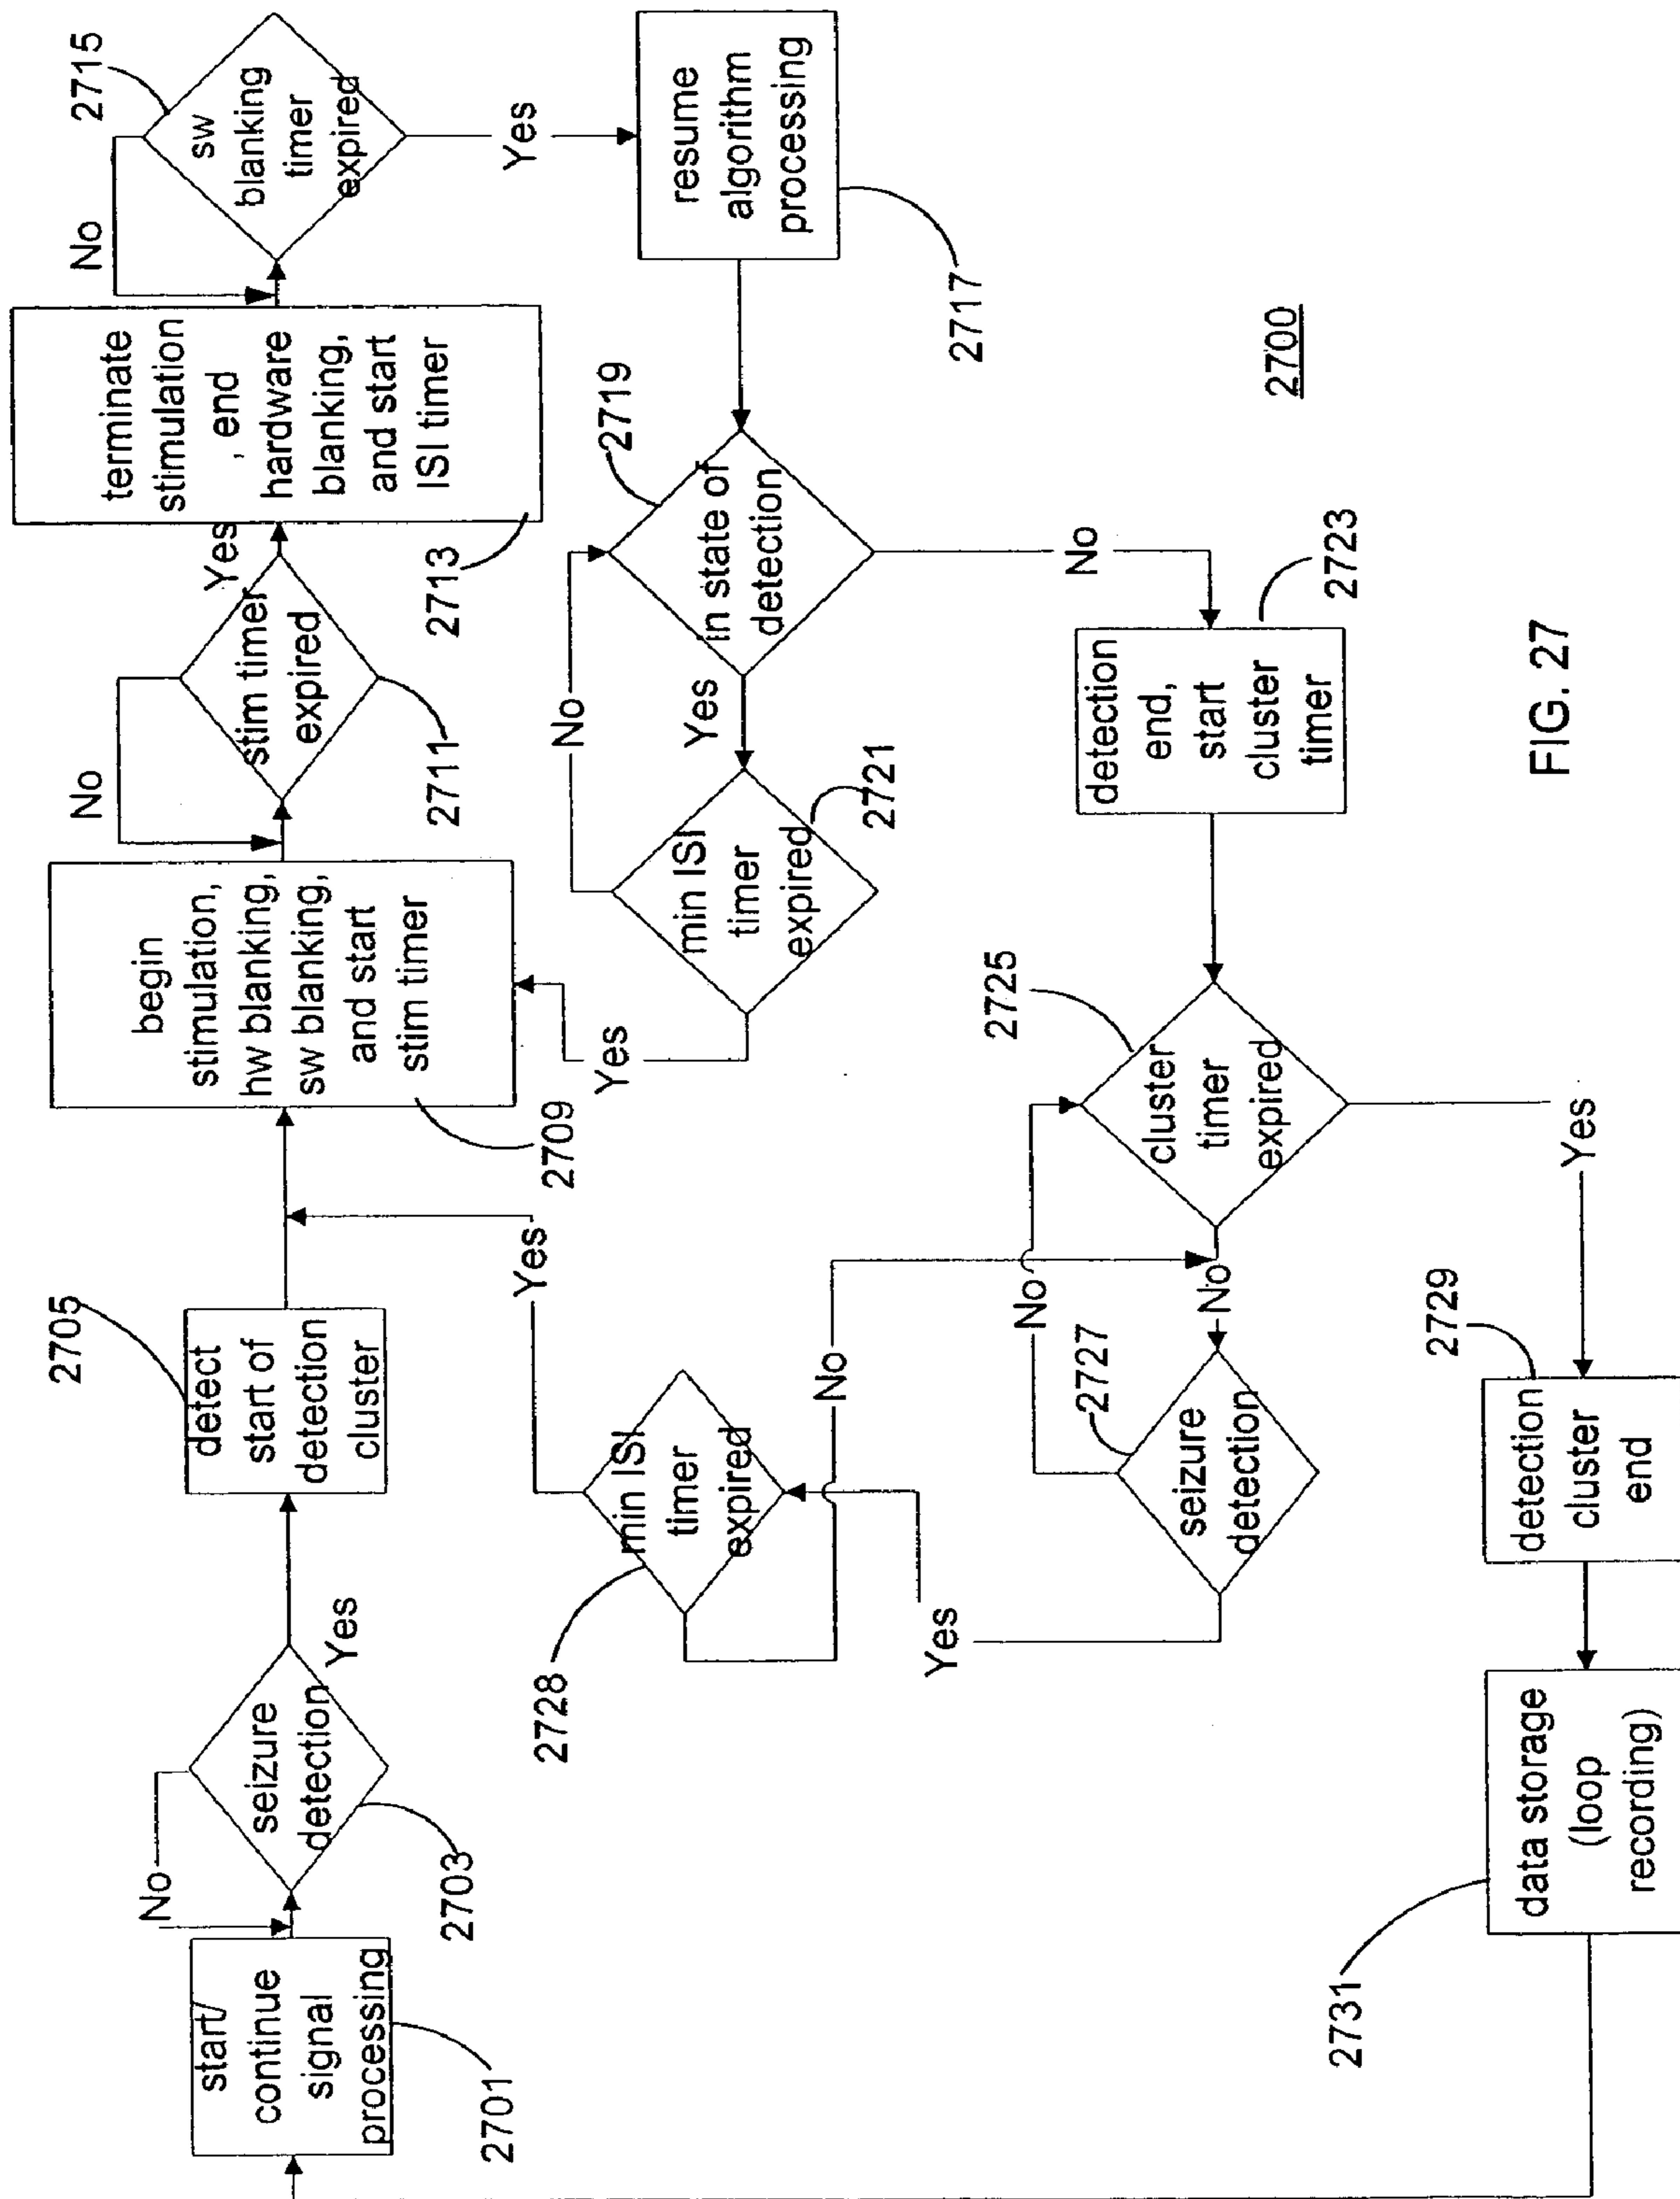 start/
continue
signal
processing
2701
No
seizure
detection
Yes
2703
detect
start of
detection
cluster
2705
begin
stimulation,
hw blanking,
sw blanking,
and start
stim timer
2709
No
stim timer
expired
Yes
2711
terminate
stimulation
, end
hardware
blanking,
and start
ISI timer
2713
No
sw
blanking
timer
expired
2715
Yes
resume
algorithm
processing
2717
in state of
detection
2719
Yes
No
min ISI
timer
expired
2721
No
Yes
detection
end,
start
cluster
timer
2723
cluster
timer
expired
2725
No
Yes
seizure
detection
2727
No
Yes
min ISI
timer
expired
2728
No
Yes
detection
cluster
end
2729
data storage
(loop
recording)
2731
2700
FIG. 27